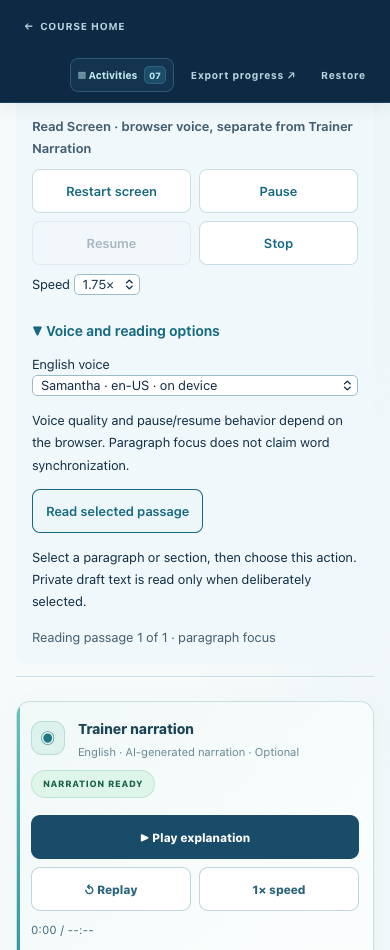 ← COURSE HOME
Activities 07 Export progress ↗ Restore
Read Screen · browser voice, separate from Trainer
Narration
Restart screen Pause
Resume Stop
Speed 1.75×
▼ Voice and reading options
English voice
Samantha · en-US · on device
Voice quality and pause/resume behavior depend on
the browser. Paragraph focus does not claim word
synchronization.
Read selected passage
Select a paragraph or section, then choose this action.
Private draft text is read only when deliberately
selected.
Reading passage 1 of 1 · paragraph focus
Trainer narration
English · AI-generated narration · Optional
NARRATION READY
▶ Play explanation
↺ Replay 1× speed
0:00 / --:--